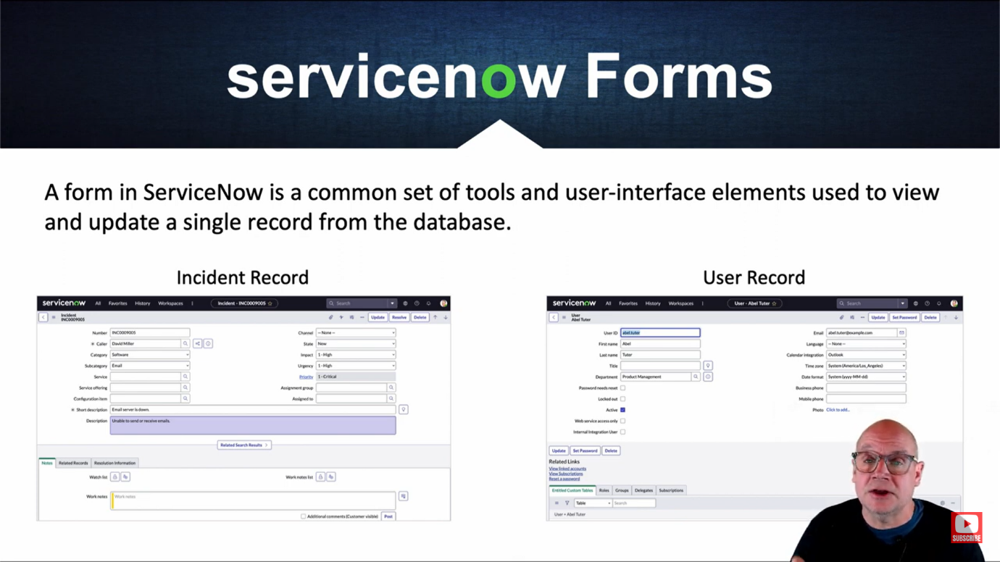 servicenow Forms
A form in ServiceNow is a common set of tools and user-interface elements used to view
and update a single record from the database.
Incident Record
servicenow All Favorites History Workspaces Incident - INC0009005 Search
Incident
INC0009005
Update Resolve Delete
Number INC0009005
Caller David Miller
Category Software
Subcategory Email
Service
Service offering
Configuration item
Channel -- None --
State New
Impact 1 - High
Urgency 1 - High
Priority 1 - Critical
Assignment group
Assigned to
Short description Email server is down.
Description Unable to send or receive emails.
Related Search Results
Notes Related Records Resolution Information
Watch list
Work notes list
Work notes Work notes
Additional comments (Customer visible) Post
User Record
servicenow All Favorites History Workspaces User - Abel Tuter Search
User
Abel Tuter
Update Set Password Delete
User ID abel.tuter
First name Abel
Last name Tuter
Title
Department Product Management
Password needs reset
Locked out
Active
Web service access only
Internal Integration User
Email abel.tuter@example.com
Language -- None --
Calendar integration Outlook
Time zone System (America/Los_Angeles)
Date format System (yyyy-MM-dd)
Business phone
Mobile phone
Photo Click to add...
Update Set Password Delete
Related Links
View linked accounts
View Subscriptions
Reset a password
Entitled Custom Tables Roles Groups Delegates Subscriptions
Table Search
User = Abel Tuter
SUBSCRIBE